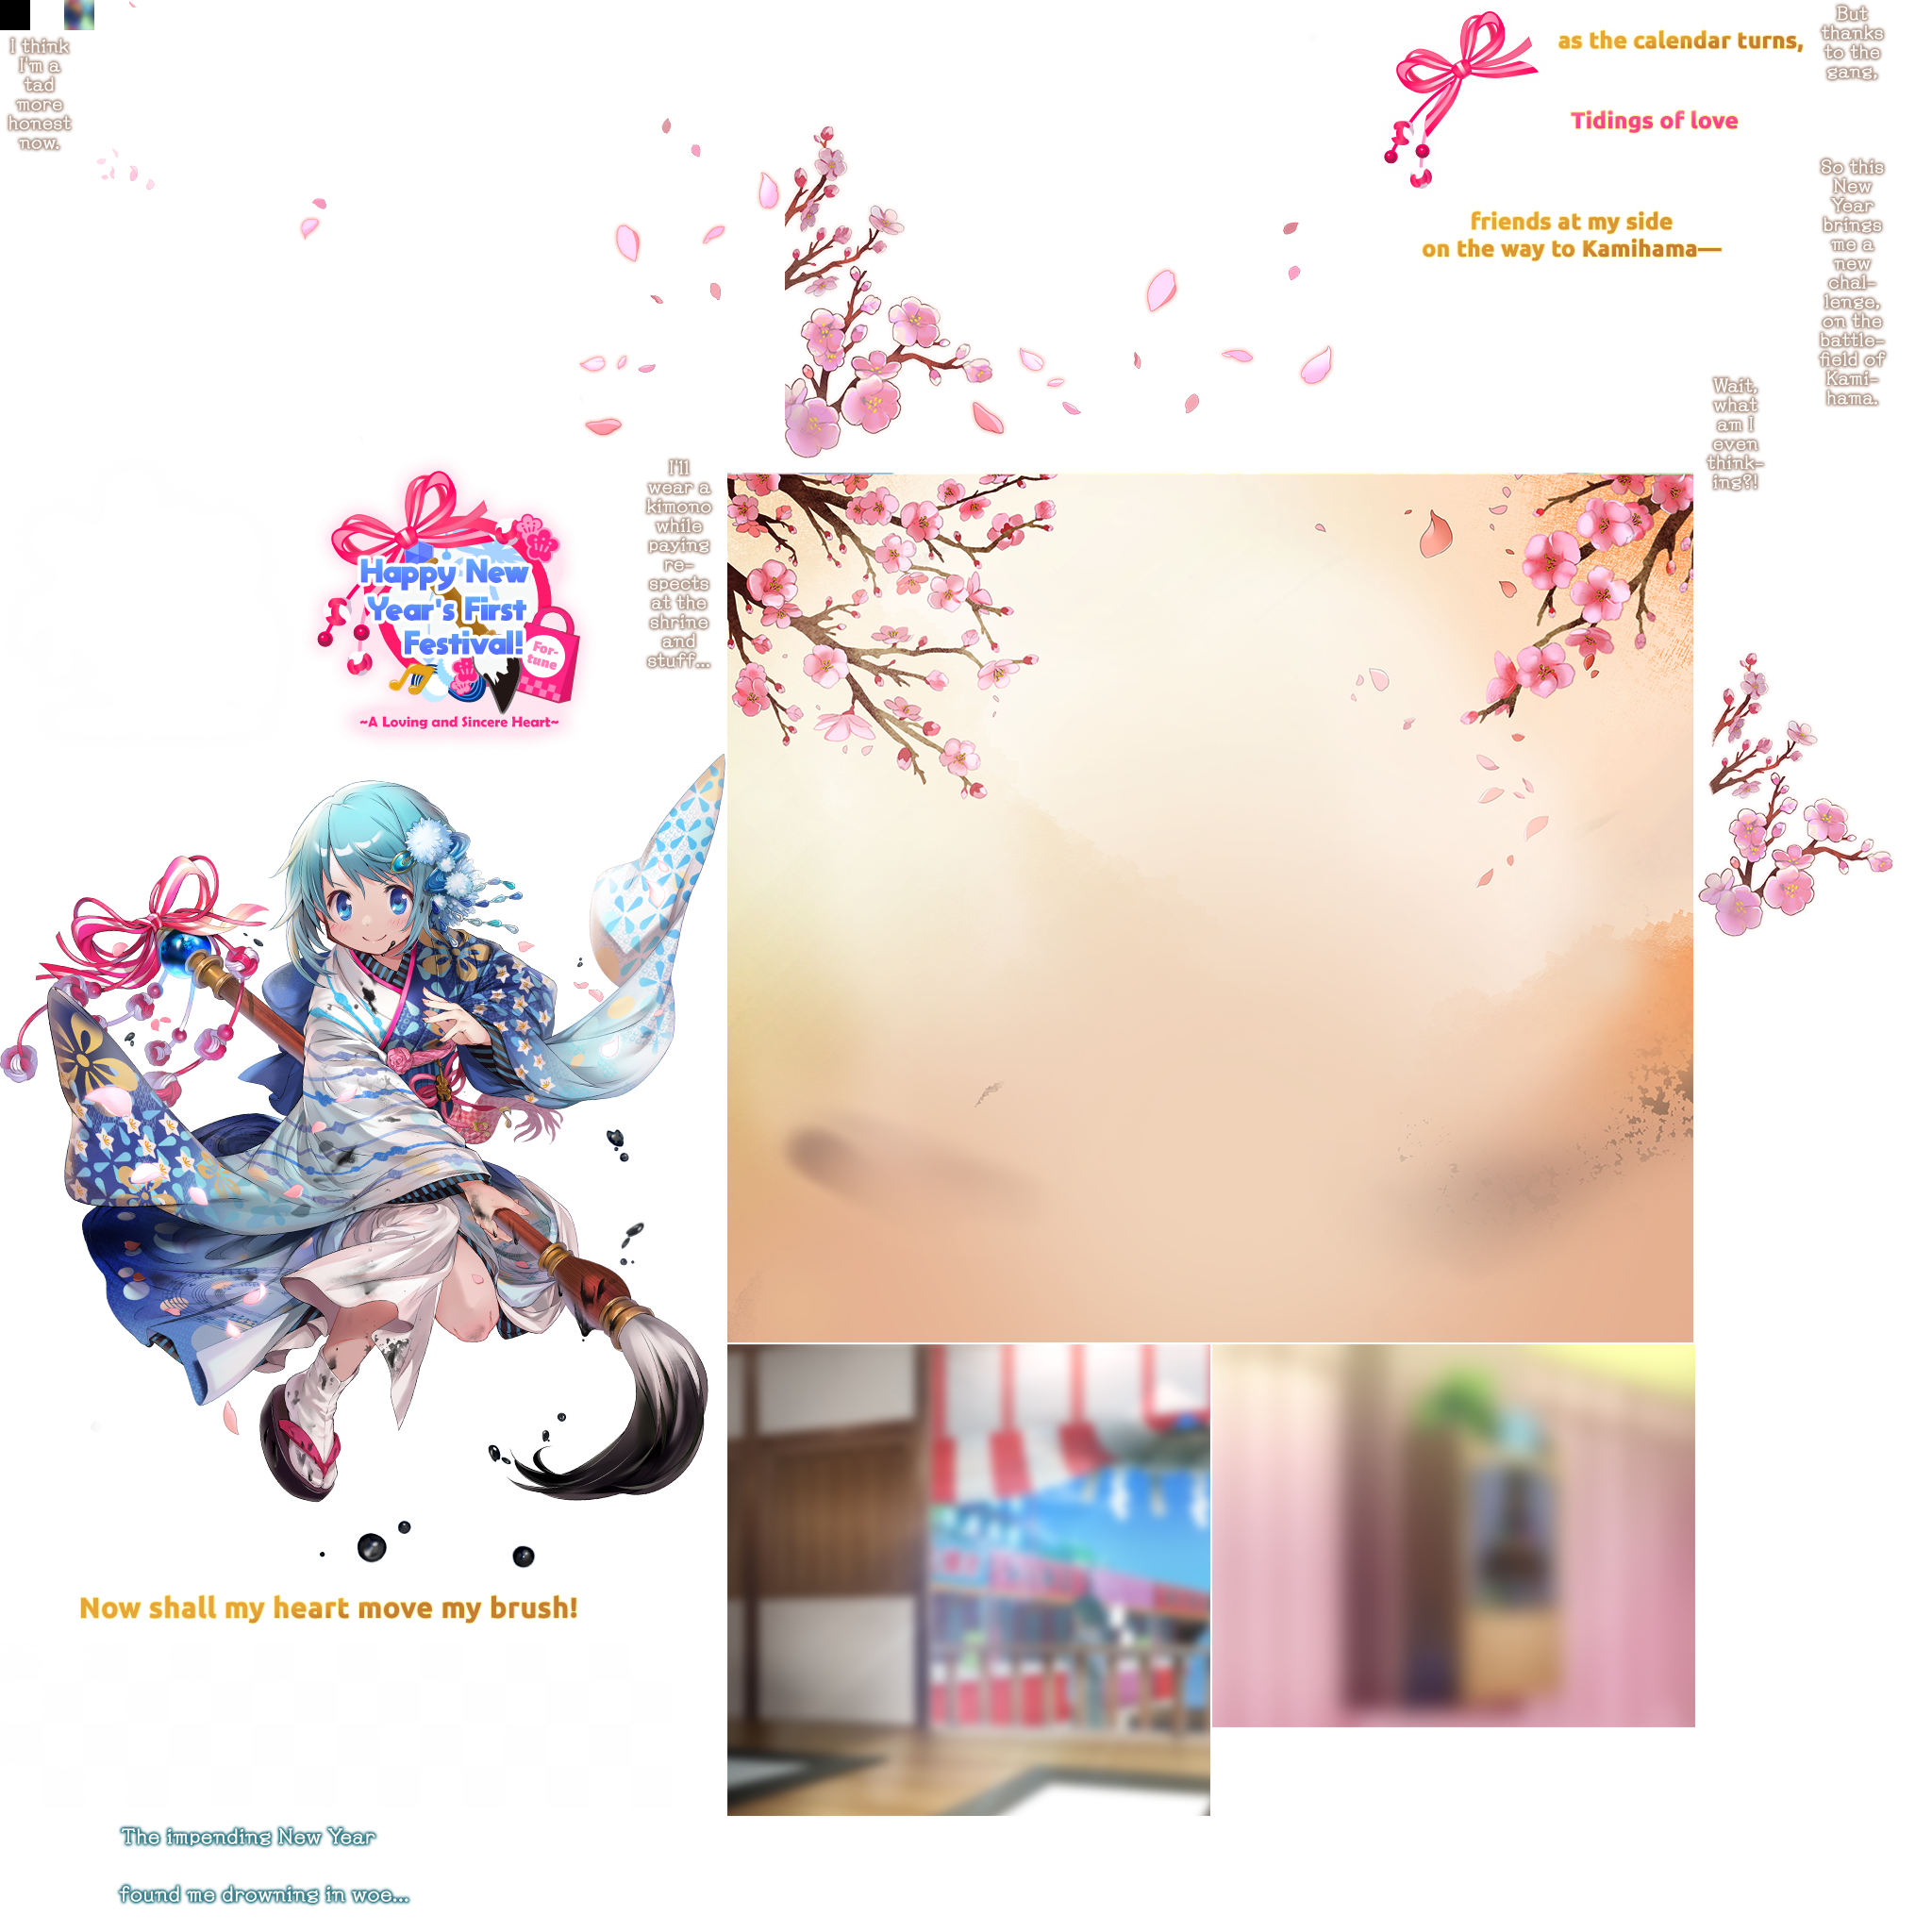 I think
I'm a
tad
more
honest
now.
as the calendar turns,
Tidings of love
friends at my side
on the way to Kamihama—
But
thanks
to the
gang,
So this
New
Year
brings
me a
new
chal-
lenge,
on the
battle-
field of
Kami-
hama.
Wait,
what
am I
even
think-
ing?!
I'll
wear a
kimono
while
paying
re-
spects
at the
shrine
and
stuff...
Happy New
Year's First
Festival!
For-
tune
~A Loving and Sincere Heart~
Now shall my heart move my brush!
The impending New Year
found me drowning in woe...